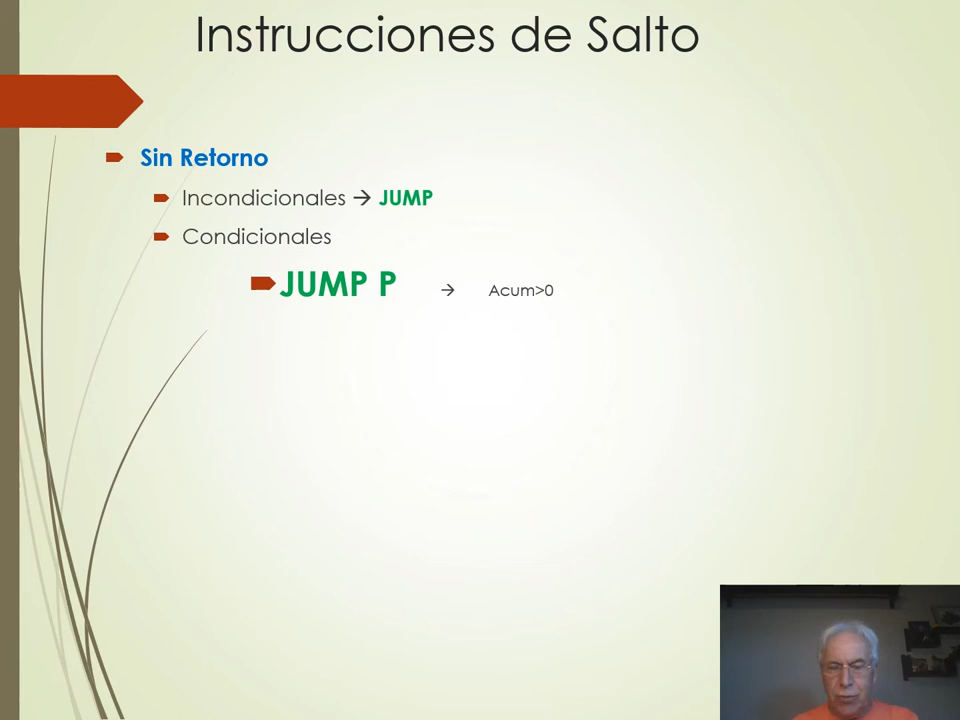 Instrucciones de Salto
Sin Retorno
Incondicionales → JUMP
Condicionales
JUMP P → Acum>0